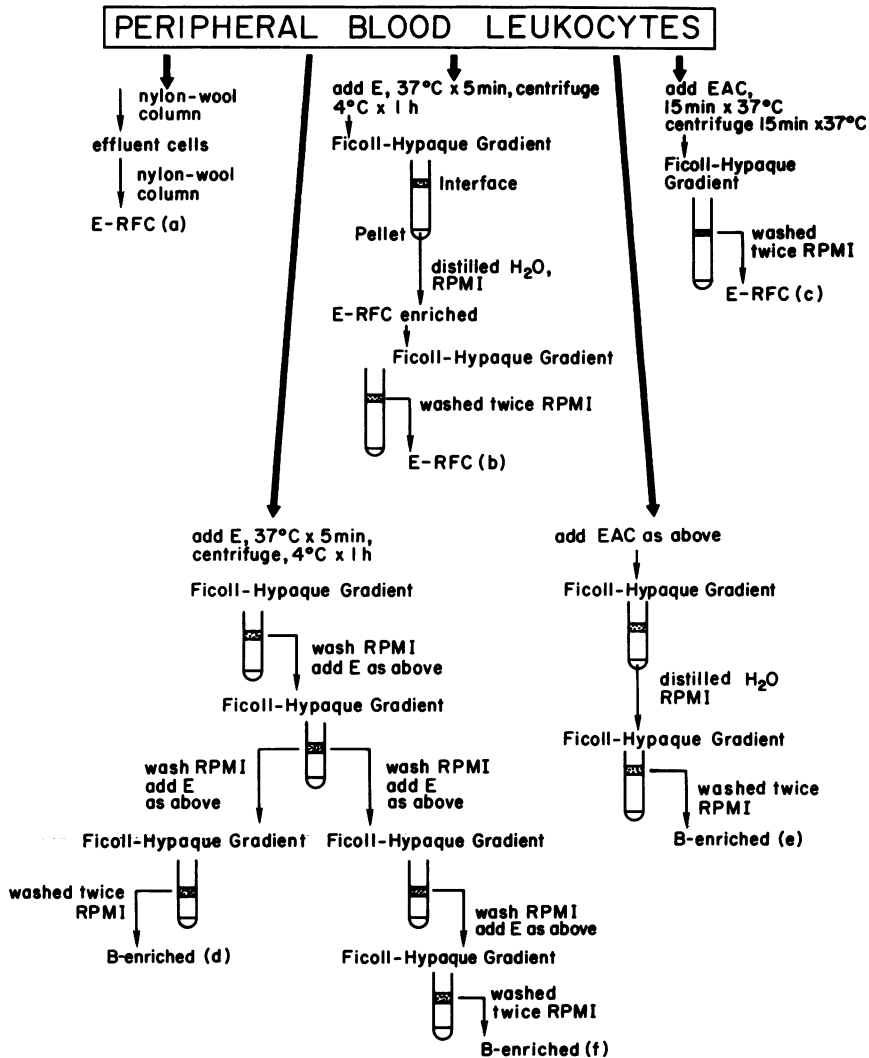 PERIPHERAL BLOOD LEUKOCYTES
nylon-wool
column
effluent cells
nylon-wool
column
E-RFC (a)
add E, 37°C x 5min, centrifuge
4°C x 1 h
Ficoll-Hypaque Gradient
Interface
Pellet
distilled H₂O,
RPMI
E-RFC enriched
Ficoll-Hypaque Gradient
washed twice RPMI
E-RFC (b)
add EAC,
15min x 37°C
centrifuge 15min x37°C
Ficoll-Hypaque
Gradient
washed
twice RPMI
E-RFC (c)
add E, 37°C x 5min,
centrifuge, 4°C x 1 h
Ficoll-Hypaque Gradient
wash RPMI
add E as above
Ficoll-Hypaque Gradient
wash RPMI
add E
as above
wash RPMI
add E
as above
Ficoll-Hypaque Gradient
Ficoll-Hypaque Gradient
washed twice
RPMI
B-enriched (d)
wash RPMI
add E as above
Ficoll-Hypaque Gradient
washed
twice RPMI
B-enriched (f)
add EAC as above
Ficoll-Hypaque Gradient
distilled H₂O
RPMI
Ficoll-Hypaque Gradient
washed twice
RPMI
B-enriched (e)